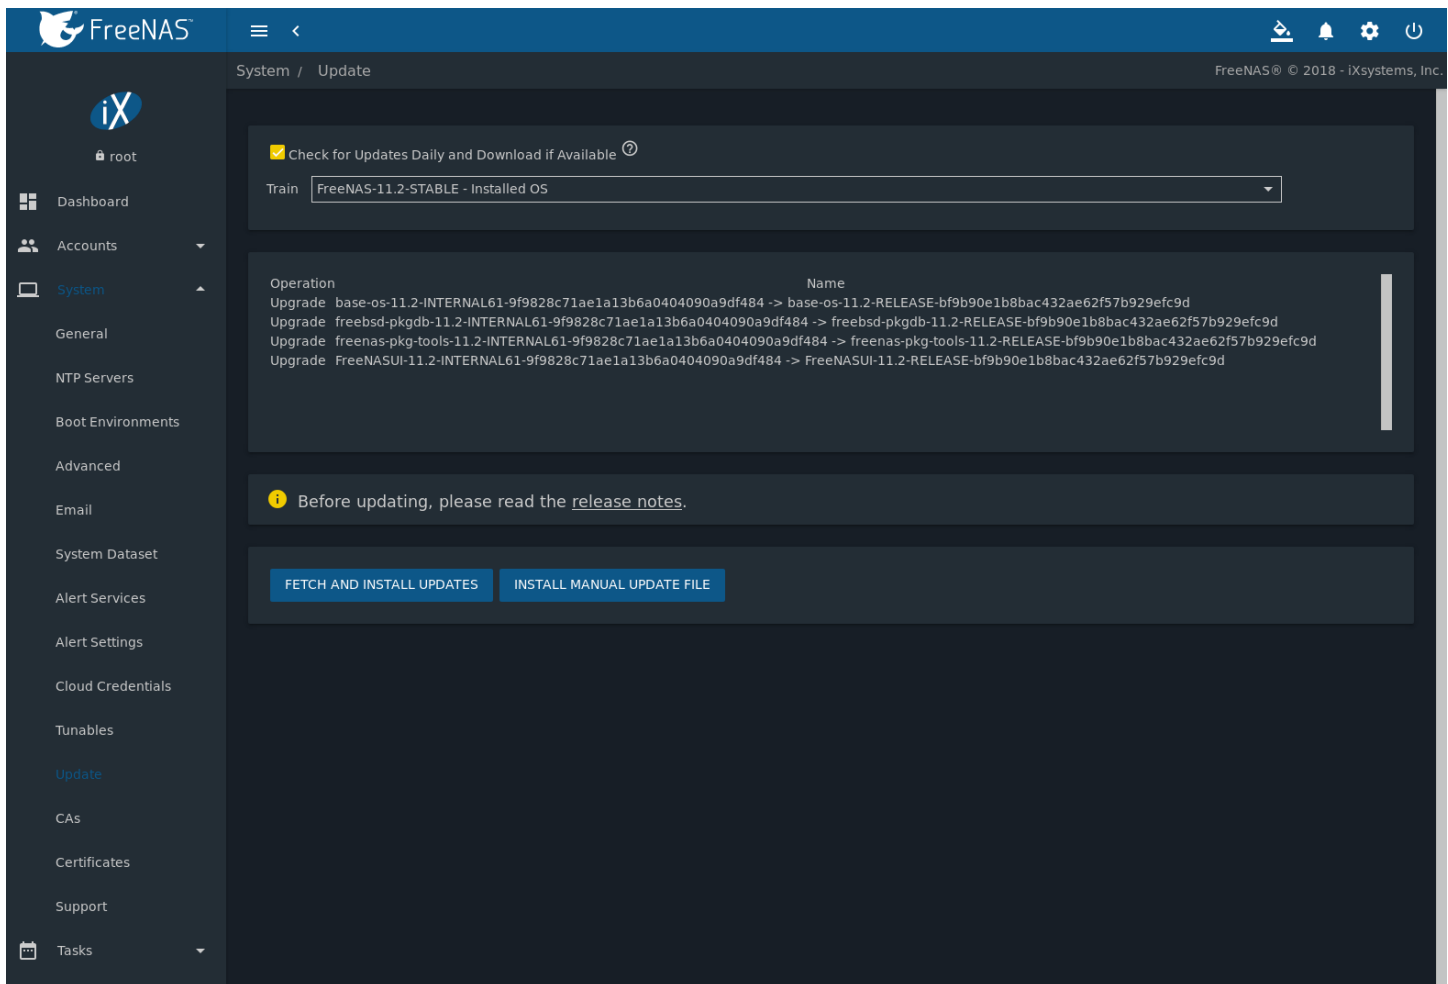 FreeNAS™
System / Update
FreeNAS® © 2018 - iXsystems, Inc.
iX
root
Dashboard
Accounts
System
General
NTP Servers
Boot Environments
Advanced
Email
System Dataset
Alert Services
Alert Settings
Cloud Credentials
Tunables
Update
CAs
Certificates
Support
Tasks
Check for Updates Daily and Download if Available
Train FreeNAS-11.2-STABLE - Installed OS
Operation Name
Upgrade base-os-11.2-INTERNAL61-9f9828c71ae1a13b6a0404090a9df484 -> base-os-11.2-RELEASE-bf9b90e1b8bac432ae62f57b929efc9d
Upgrade freebsd-pkgdb-11.2-INTERNAL61-9f9828c71ae1a13b6a0404090a9df484 -> freebsd-pkgdb-11.2-RELEASE-bf9b90e1b8bac432ae62f57b929efc9d
Upgrade freenas-pkg-tools-11.2-INTERNAL61-9f9828c71ae1a13b6a0404090a9df484 -> freenas-pkg-tools-11.2-RELEASE-bf9b90e1b8bac432ae62f57b929efc9d
Upgrade FreeNASUI-11.2-INTERNAL61-9f9828c71ae1a13b6a0404090a9df484 -> FreeNASUI-11.2-RELEASE-bf9b90e1b8bac432ae62f57b929efc9d
Before updating, please read the release notes.
FETCH AND INSTALL UPDATES
INSTALL MANUAL UPDATE FILE